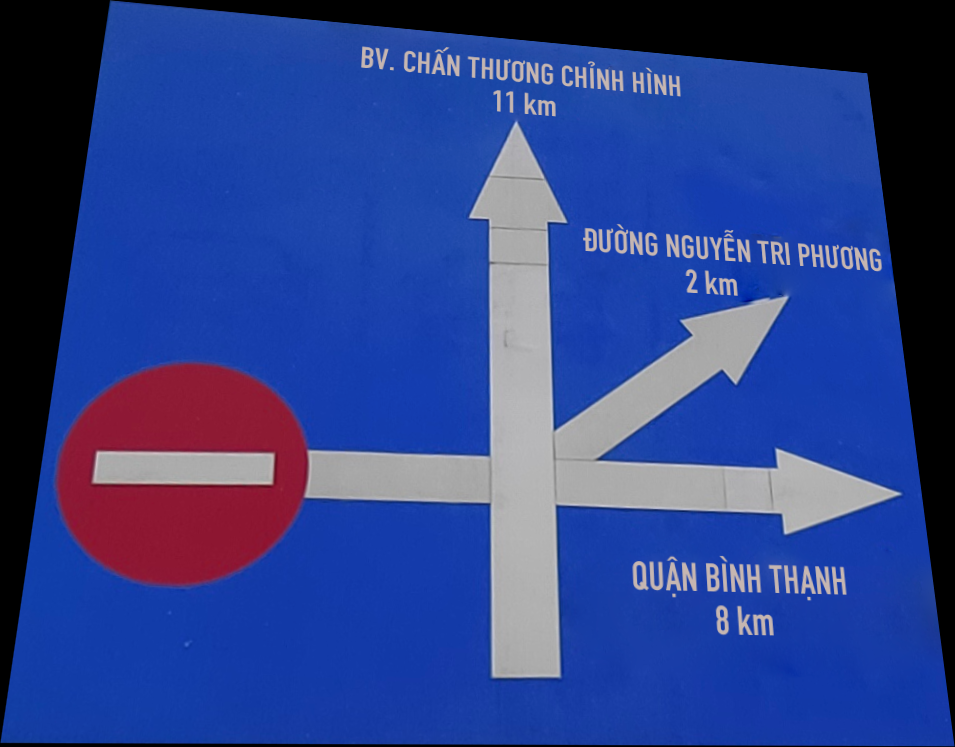 BV. CHẤN THƯƠNG CHỈNH HÌNH
11 km
ĐƯỜNG NGUYỄN TRI PHƯƠNG
2 km
QUẬN BÌNH THẠNH
8 km